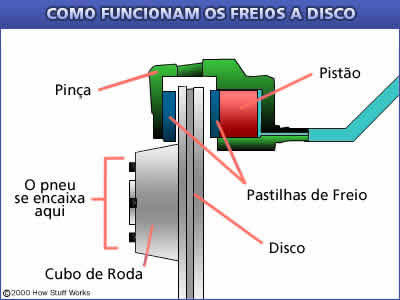 COMO FUNCIONAM OS FREIOS A DISCO
Pinça
Pistão
O pneu
se encaixa
aqui
Pastilhas de Freio
Disco
Cubo de Roda
©2000 How Stuff Works